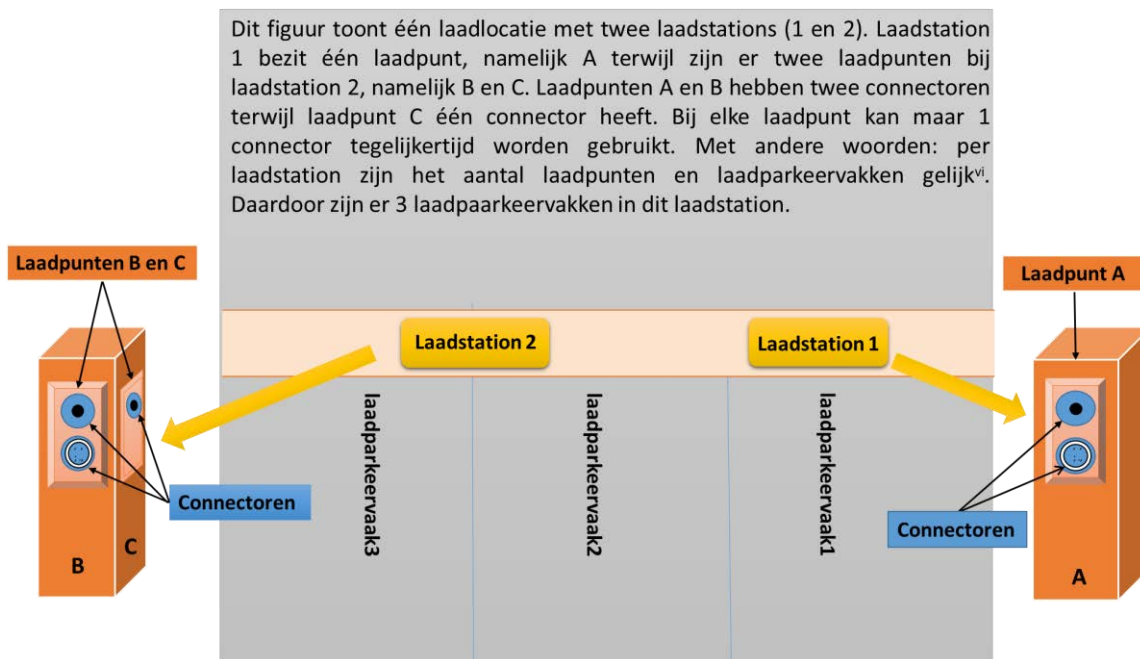 Dit figuur toont één laadlocatie met twee laadstations (1 en 2). Laadstation
1 bezit één laadpunt, namelijk A terwijl zijn er twee laadpunten bij
laadstation 2, namelijk B en C. Laadpunten A en B hebben twee connectoren
terwijl laadpunt C één connector heeft. Bij elke laadpunt kan maar 1
connector tegelijkertijd worden gebruikt. Met andere woorden: per
laadstation zijn het aantal laadpunten en laadparkeervakken gelijkᵛⁱ.
Daardoor zijn er 3 laadpaarkeervakken in dit laadstation.
Laadpunten B en C
Laadpunt A
Laadstation 2
Laadstation 1
laadparkeervaak3
laadparkeervaak2
laadparkeervaak1
Connectoren
Connectoren
B
C
A